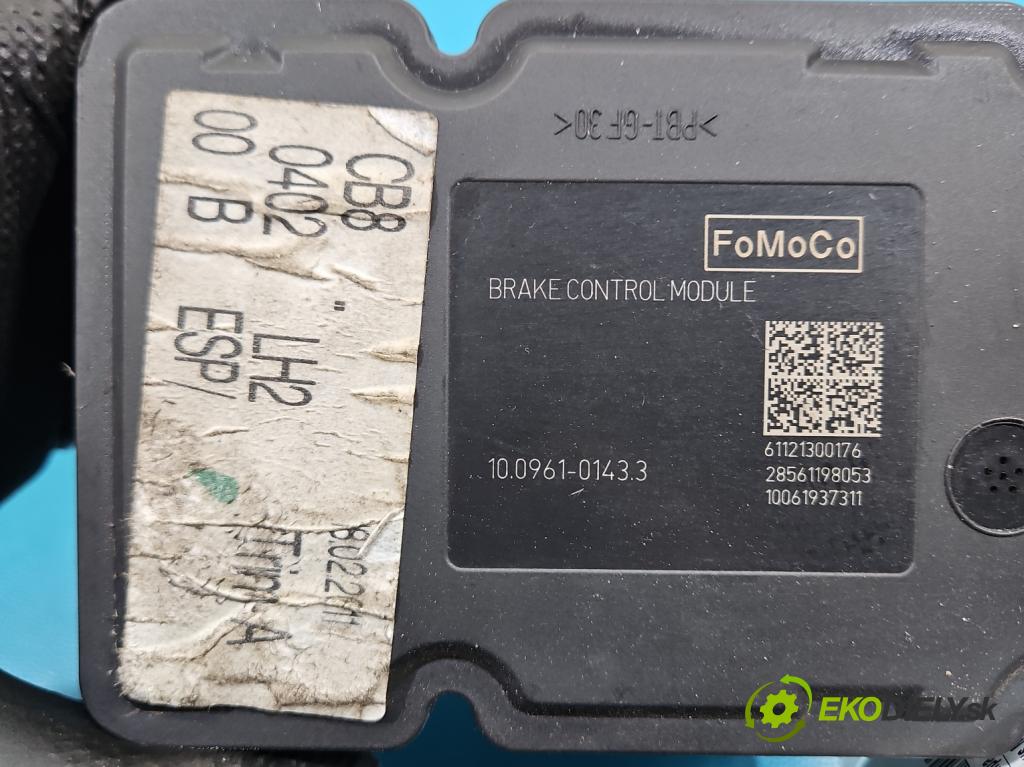 >PBT-GF30<
FoMoCo
BRAKE CONTROL MODULE
61121300176
10.0961-0143.3
28561198053
10061937311
CB8 " LH2
0402 ESP/
00 B
Trim.A
EKODIELY.sk